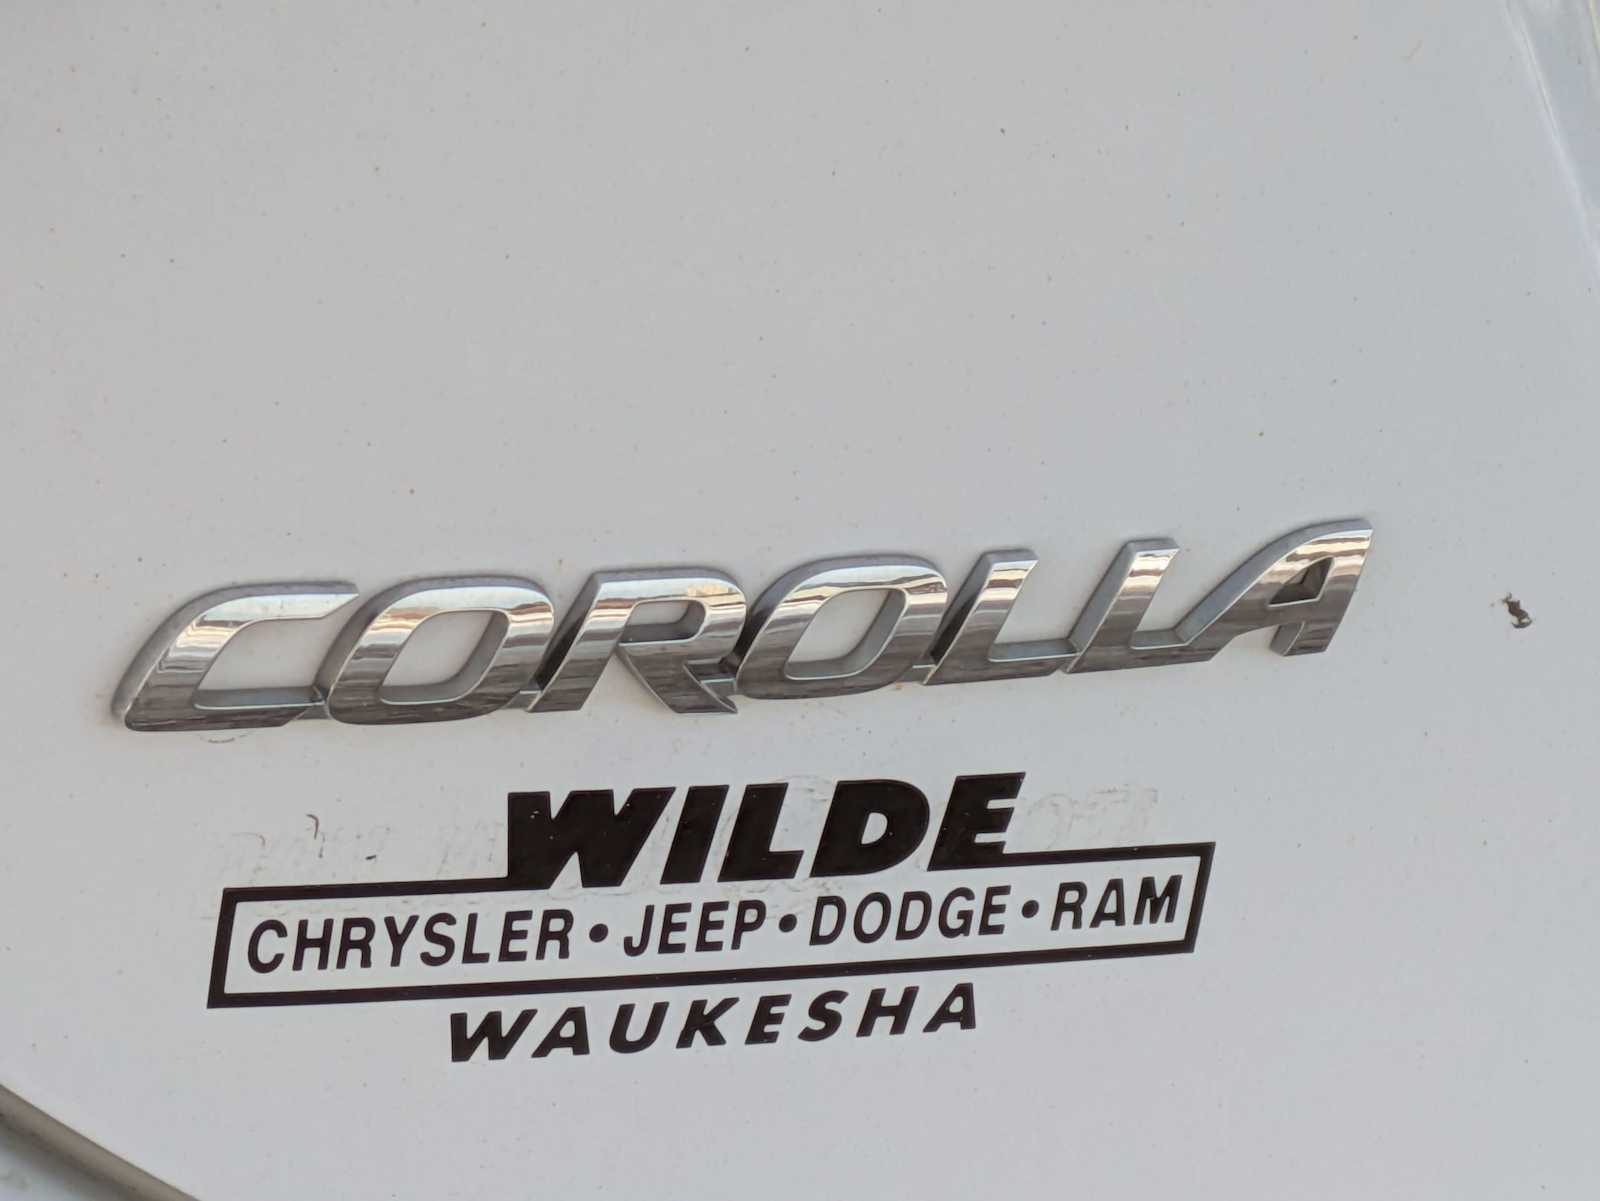 COROLLA
WILDE
CHRYSLER • JEEP • DODGE • RAM
WAUKESHA